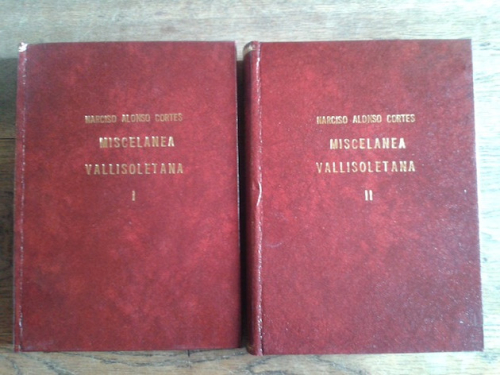 NARCISO ALONSO CORTES
MISCELANEA
VALLISOLETANA
I
NARCISO ALONSO CORTES
MISCELANEA
VALLISOLETANA
II